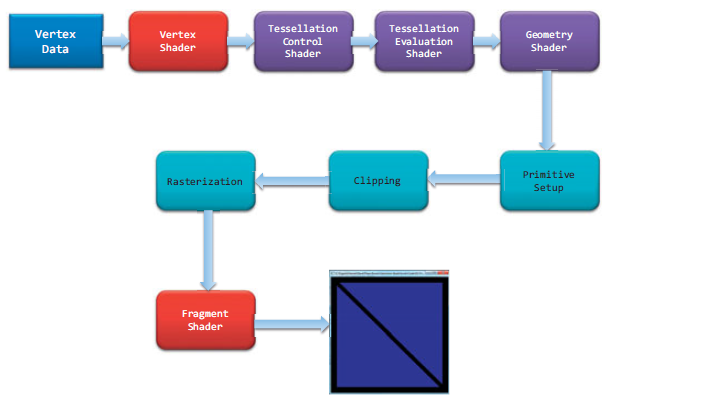 Vertex
Data
Vertex
Shader
Tessellation
Control
Shader
Tessellation
Evaluation
Shader
Geometry
Shader
Rasterization
Clipping
Primitive
Setup
Fragment
Shader